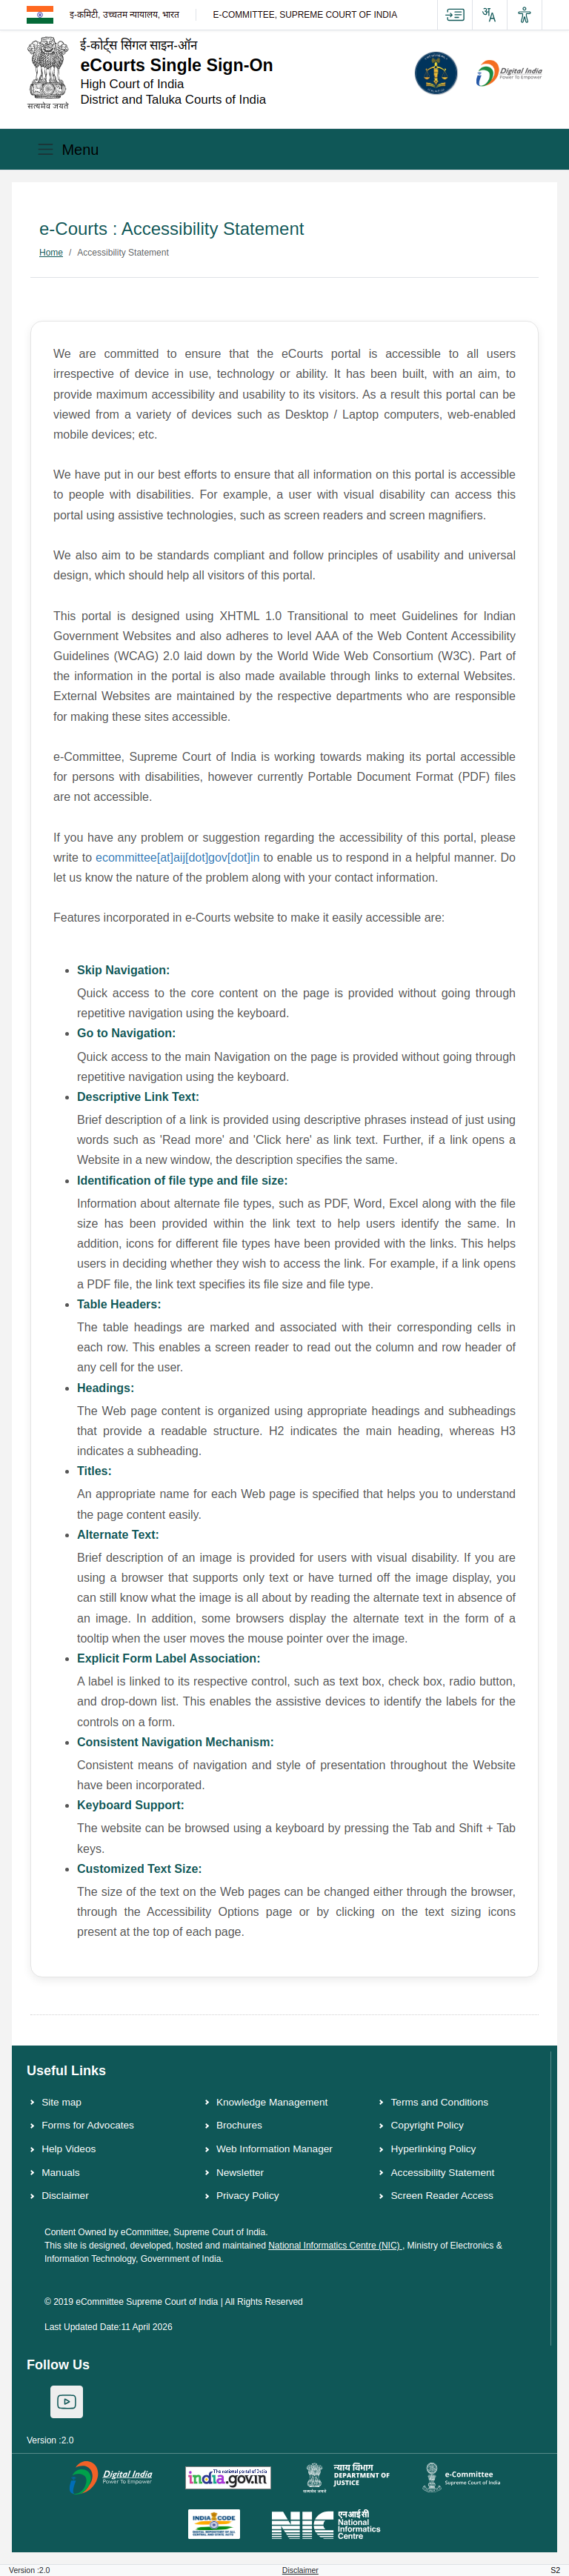 इ-कमिटी, उच्चतम न्यायालय, भारत
E-COMMITTEE, SUPREME COURT OF INDIA
अ A
ई-कोर्ट्स सिंगल साइन-ऑन
eCourts Single Sign-On
High Court of India
District and Taluka Courts of India
सत्यमेव जयते
Digital India
Power To Empower
Menu
e-Courts : Accessibility Statement
Home / Accessibility Statement
We are committed to ensure that the eCourts portal is accessible to all users
irrespective of device in use, technology or ability. It has been built, with an aim, to
provide maximum accessibility and usability to its visitors. As a result this portal can be
viewed from a variety of devices such as Desktop / Laptop computers, web-enabled
mobile devices; etc.
We have put in our best efforts to ensure that all information on this portal is accessible
to people with disabilities. For example, a user with visual disability can access this
portal using assistive technologies, such as screen readers and screen magnifiers.
We also aim to be standards compliant and follow principles of usability and universal
design, which should help all visitors of this portal.
This portal is designed using XHTML 1.0 Transitional to meet Guidelines for Indian
Government Websites and also adheres to level AAA of the Web Content Accessibility
Guidelines (WCAG) 2.0 laid down by the World Wide Web Consortium (W3C). Part of
the information in the portal is also made available through links to external Websites.
External Websites are maintained by the respective departments who are responsible
for making these sites accessible.
e-Committee, Supreme Court of India is working towards making its portal accessible
for persons with disabilities, however currently Portable Document Format (PDF) files
are not accessible.
If you have any problem or suggestion regarding the accessibility of this portal, please
write to ecommittee[at]aij[dot]gov[dot]in to enable us to respond in a helpful manner. Do
let us know the nature of the problem along with your contact information.
Features incorporated in e-Courts website to make it easily accessible are:
• Skip Navigation:
Quick access to the core content on the page is provided without going through
repetitive navigation using the keyboard.
• Go to Navigation:
Quick access to the main Navigation on the page is provided without going through
repetitive navigation using the keyboard.
• Descriptive Link Text:
Brief description of a link is provided using descriptive phrases instead of just using
words such as 'Read more' and 'Click here' as link text. Further, if a link opens a
Website in a new window, the description specifies the same.
• Identification of file type and file size:
Information about alternate file types, such as PDF, Word, Excel along with the file
size has been provided within the link text to help users identify the same. In
addition, icons for different file types have been provided with the links. This helps
users in deciding whether they wish to access the link. For example, if a link opens
a PDF file, the link text specifies its file size and file type.
• Table Headers:
The table headings are marked and associated with their corresponding cells in
each row. This enables a screen reader to read out the column and row header of
any cell for the user.
• Headings:
The Web page content is organized using appropriate headings and subheadings
that provide a readable structure. H2 indicates the main heading, whereas H3
indicates a subheading.
• Titles:
An appropriate name for each Web page is specified that helps you to understand
the page content easily.
• Alternate Text:
Brief description of an image is provided for users with visual disability. If you are
using a browser that supports only text or have turned off the image display, you
can still know what the image is all about by reading the alternate text in absence of
an image. In addition, some browsers display the alternate text in the form of a
tooltip when the user moves the mouse pointer over the image.
• Explicit Form Label Association:
A label is linked to its respective control, such as text box, check box, radio button,
and drop-down list. This enables the assistive devices to identify the labels for the
controls on a form.
• Consistent Navigation Mechanism:
Consistent means of navigation and style of presentation throughout the Website
have been incorporated.
• Keyboard Support:
The website can be browsed using a keyboard by pressing the Tab and Shift + Tab
keys.
• Customized Text Size:
The size of the text on the Web pages can be changed either through the browser,
through the Accessibility Options page or by clicking on the text sizing icons
present at the top of each page.
Useful Links
Site map
Knowledge Management
Terms and Conditions
Forms for Advocates
Brochures
Copyright Policy
Help Videos
Web Information Manager
Hyperlinking Policy
Manuals
Newsletter
Accessibility Statement
Disclaimer
Privacy Policy
Screen Reader Access
Content Owned by eCommittee, Supreme Court of India.
This site is designed, developed, hosted and maintained National Informatics Centre (NIC) , Ministry of Electronics &
Information Technology, Government of India.
© 2019 eCommittee Supreme Court of India | All Rights Reserved
Last Updated Date:11 April 2026
Follow Us
Version :2.0
Digital India
Power To Empower
The national portal of India
india.gov.in
न्याय विभाग
DEPARTMENT OF
JUSTICE
e-Committee
Supreme Court of India
INDIA CODE
NIC
एनआईसी
National
Informatics
Centre
Version :2.0
Disclaimer
S2